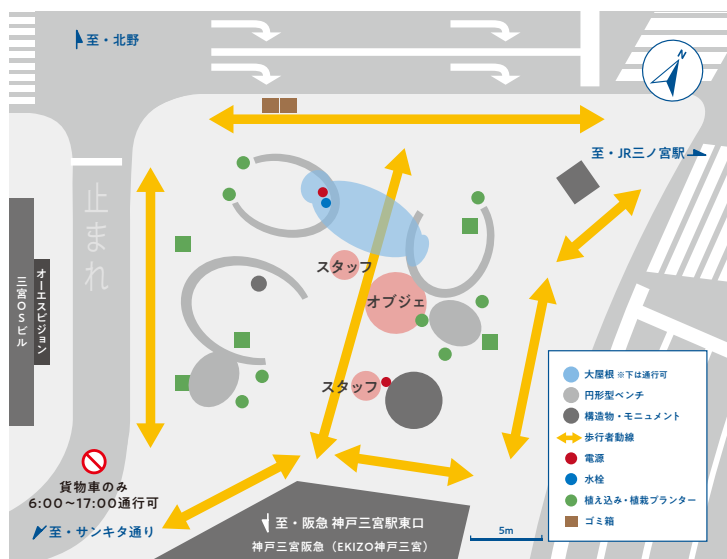 至・北野
N
至・JR三ノ宮駅
止まれ
三宮OSビル
オーエスビジョン
スタッフ
オブジェ
スタッフ
大屋根 ※下は通行可
円形型ベンチ
構造物・モニュメント
歩行者動線
電源
水栓
植え込み・植栽プランター
ゴミ箱
貨物車のみ
6:00〜17:00通行可
至・サンキタ通り
至・阪急 神戸三宮駅東口
神戸三宮阪急（EKIZO神戸三宮）
5m